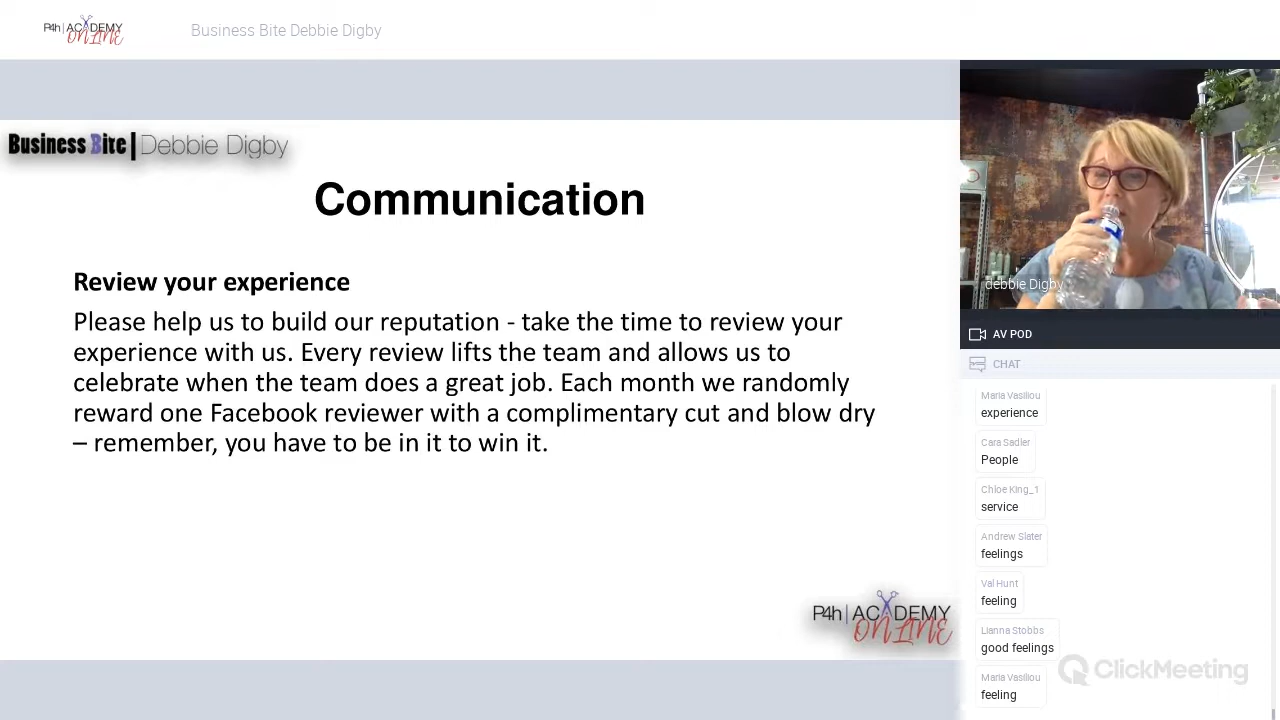 P4h | ACADEMY
ONLINE
Business Bite Debbie Digby
Business Bite | Debbie Digby
Communication
Review your experience
Please help us to build our reputation - take the time to review your
experience with us. Every review lifts the team and allows us to
celebrate when the team does a great job. Each month we randomly
reward one Facebook reviewer with a complimentary cut and blow dry
– remember, you have to be in it to win it.
P4h | ACADEMY
ONLINE
debbie Digby
AV POD
CHAT
Maria Vasiliou
experience
Cara Sadler
People
Chloe King_1
service
Andrew Slater
feelings
Val Hunt
feeling
Lianna Stobbs
good feelings
Maria Vasiliou
feeling
ClickMeeting